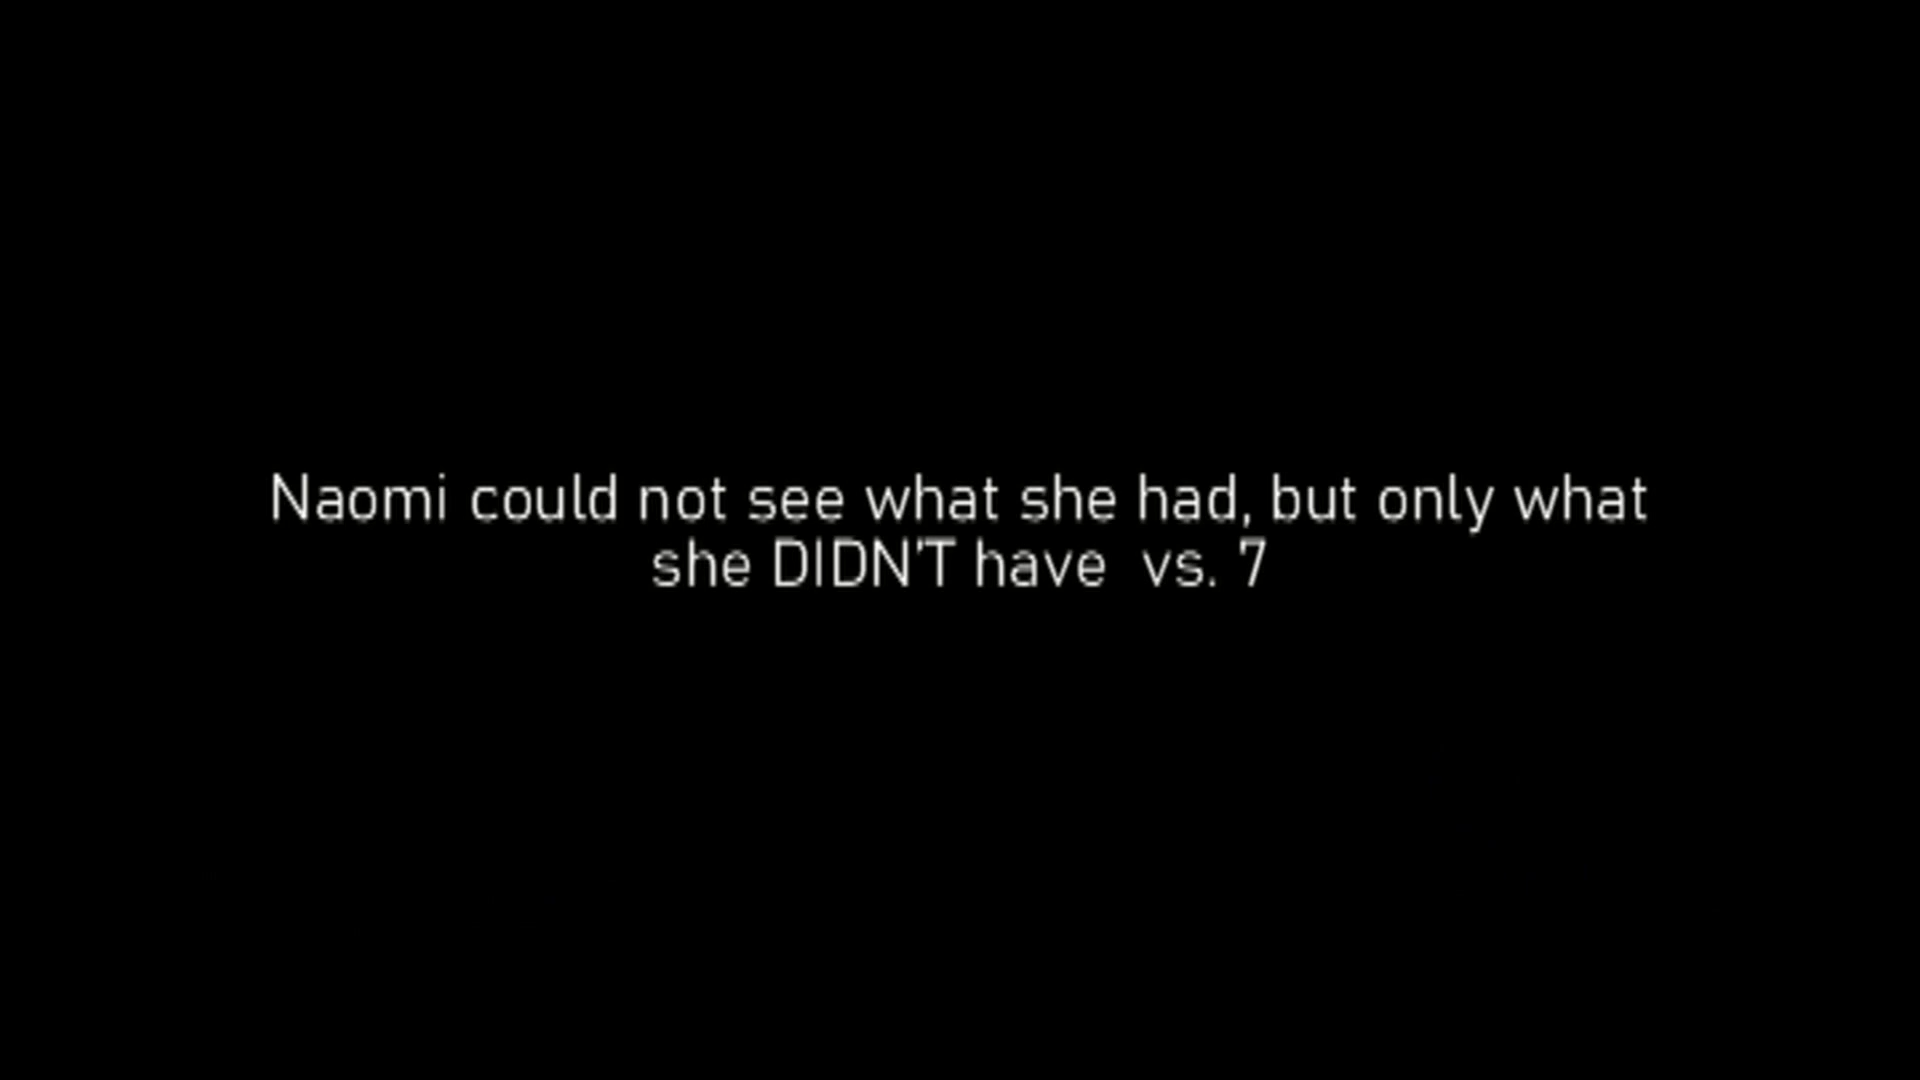 Naomi could not see what she had, but only what
she DIDN'T have  vs. 7